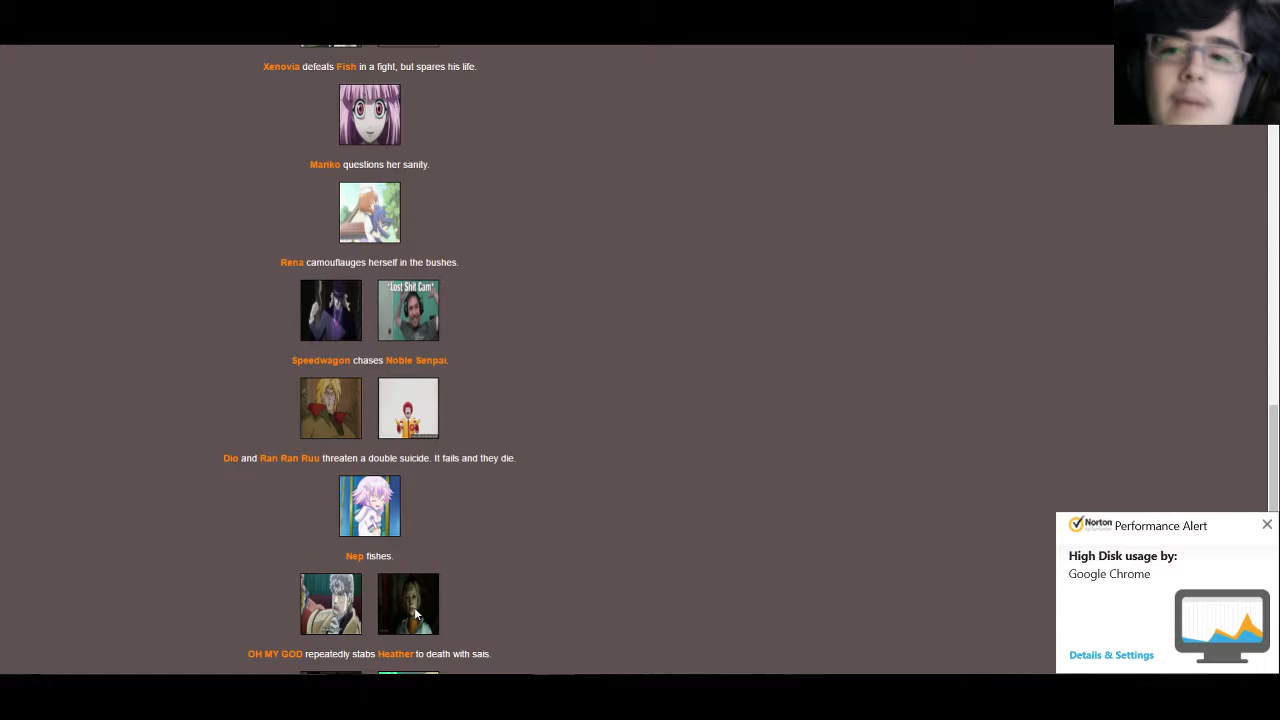 Xenovia defeats Fish in a fight, but spares his life.
Mariko questions her sanity.
Rena camouflauges herself in the bushes.
*Lost Shit Cam*
Speedwagon chases Noble Senpai.
Dio and Ran Ran Ruu threaten a double suicide. It fails and they die.
Nep fishes.
OH MY GOD repeatedly stabs Heather to death with sais.
Norton
Performance Alert
High Disk usage by:
Google Chrome
Details & Settings